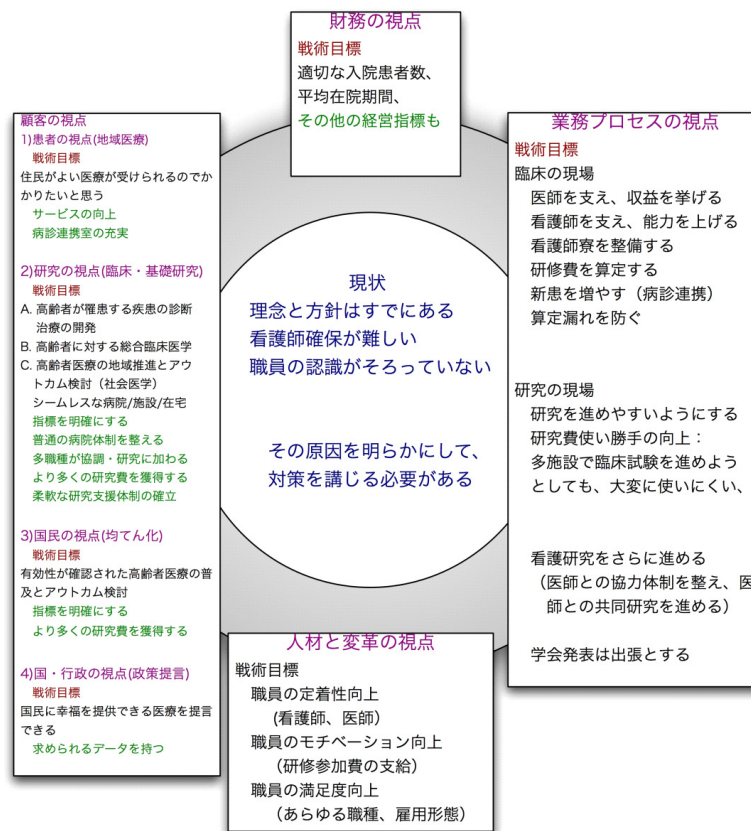 財務の視点
戦術目標
適切な入院患者数、
平均在院期間、
その他の経営指標も
顧客の視点
1)患者の視点(地域医療)
戦術目標
住民がよい医療が受けられるのでか
かりたいと思う
サービスの向上
病診連携室の充実
2)研究の視点(臨床・基礎研究)
戦術目標
A. 高齢者が罹患する疾患の診断
治療の開発
B. 高齢者に対する総合臨床医学
C. 高齢者医療の地域推進とアウ
トカム検討（社会医学）
シームレスな病院/施設/在宅
指標を明確にする
普通の病院体制を整える
多職種が協調・研究に加わる
より多くの研究費を獲得する
柔軟な研究支援体制の確立
3)国民の視点(均てん化)
戦術目標
有効性が確認された高齢者医療の普
及とアウトカム検討
指標を明確にする
より多くの研究費を獲得する
4)国・行政の視点(政策提言)
戦術目標
国民に幸福を提供できる医療を提言
できる
求められるデータを持つ
現状
理念と方針はすでにある
看護師確保が難しい
職員の認識がそろっていない
その原因を明らかにして、
対策を講じる必要がある
業務プロセスの視点
戦術目標
臨床の現場
医師を支え、収益を挙げる
看護師を支え、能力を上げる
看護師寮を整備する
研修費を算定する
新患を増やす（病診連携）
算定漏れを防ぐ
研究の現場
研究を進めやすいようにする
研究費使い勝手の向上：
多施設で臨床試験を進めよう
としても、大変に使いにくい、
看護研究をさらに進める
（医師との協力体制を整え、医
師との共同研究を進める）
学会発表は出張とする
人材と変革の視点
戦術目標
職員の定着性向上
(看護師、医師）
職員のモチベーション向上
（研修参加費の支給）
職員の満足度向上
（あらゆる職種、雇用形態）